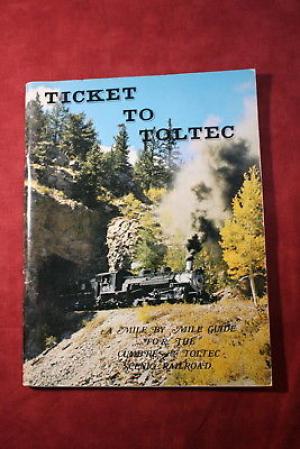 TICKET
TO
TOLTEC
A MILE BY MILE GUIDE
FOR THE
CUMBRES & TOLTEC
SCENIC RAILROAD